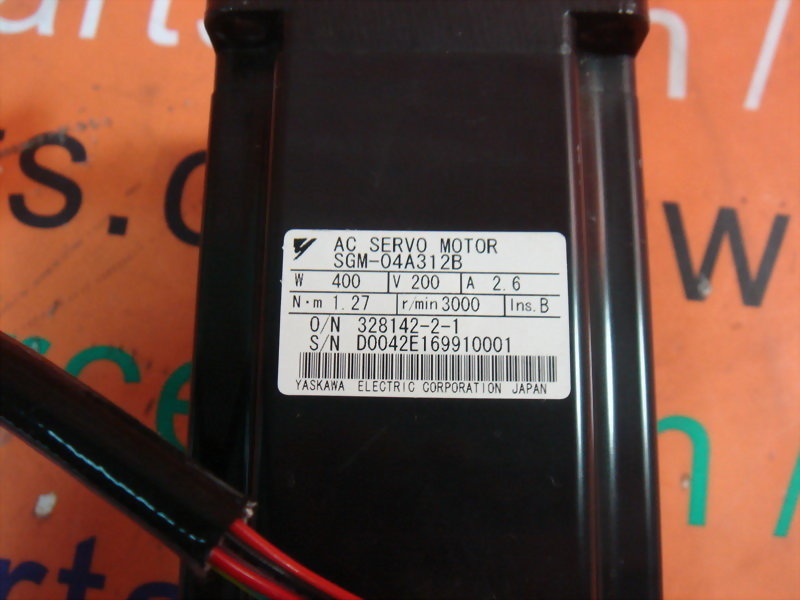 AC SERVO MOTOR
SGM-04A312B
W 400 V 200 A 2.6
N·m 1.27 r/min 3000 Ins. B
O/N 328142-2-1
S/N D0042E169910001
YASKAWA ELECTRIC CORPORATION JAPAN